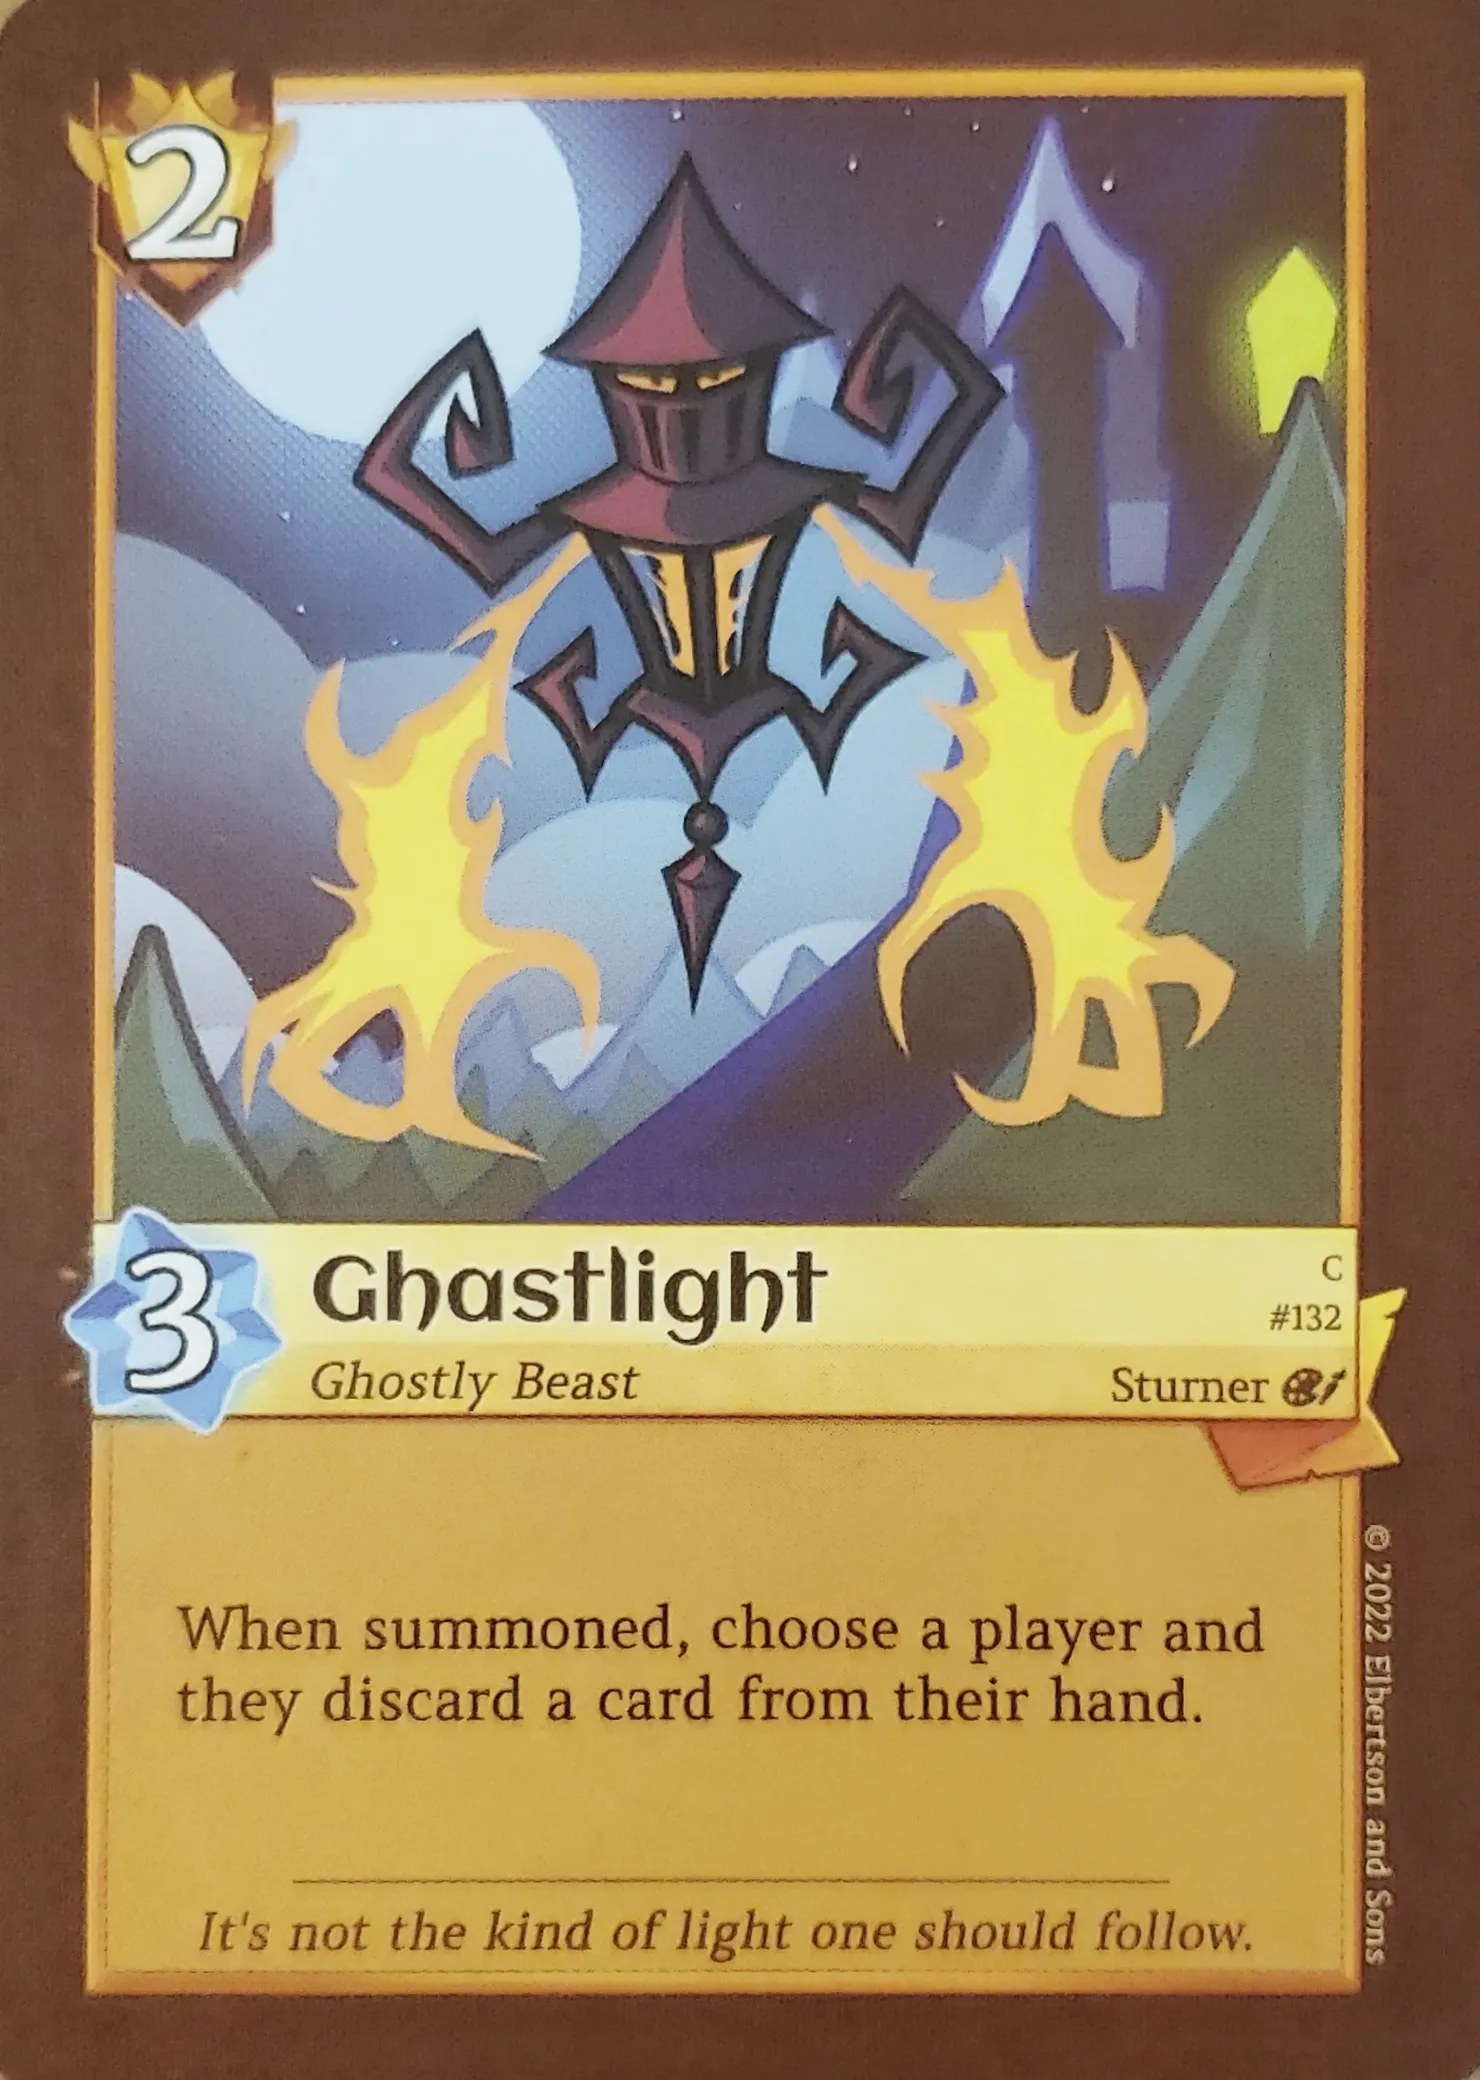 2
3
Ghastlight
C
#132
Ghostly Beast
Sturner
When summoned, choose a player and
they discard a card from their hand.
It's not the kind of light one should follow.
© 2022 Elbertson and Sons